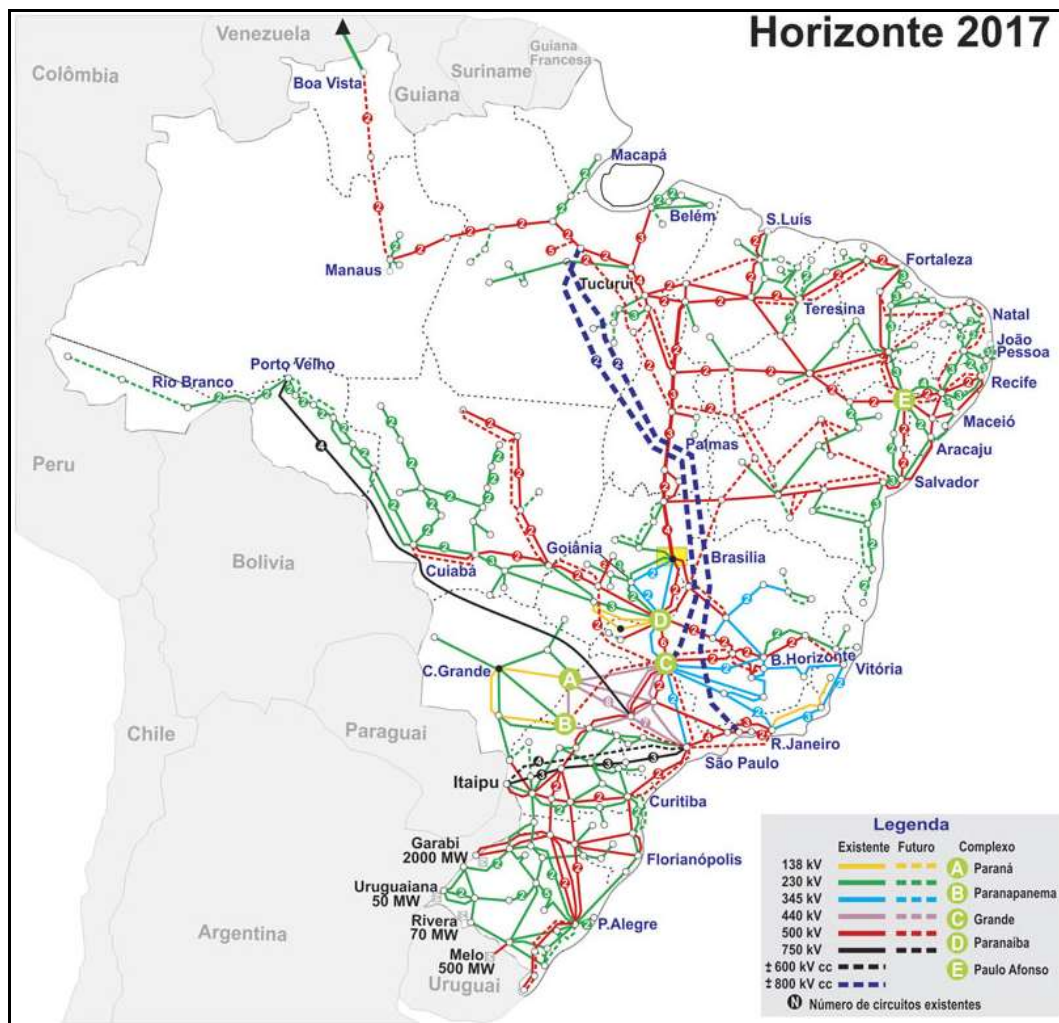 Horizonte 2017
Venezuela
Guiana
Francesa
Suriname
Colômbia
Boa Vista
Guiana
Macapá
Belém
S.Luís
Manaus
Fortaleza
Tucuruí
Teresina
Natal
João
Pessoa
Porto Velho
Rio Branco
Recife
E
Maceió
Palmas
Aracaju
Peru
Salvador
Goiânia
Brasília
Bolivia
Cuiabá
D
C
B.Horizonte
Vitória
C.Grande
A
B
Paraguai
Chile
R.Janeiro
São Paulo
Itaipu
Curitiba
Garabi
2000 MW
Florianópolis
Uruguaiana
50 MW
Rivera
70 MW
P.Alegre
Argentina
Melo
500 MW
Uruguai
Legenda
Existente Futuro Complexo
138 kV A Paraná
230 kV B Paranapanema
345 kV
440 kV C Grande
500 kV D Paranaiba
750 kV
± 600 kV cc E Paulo Afonso
± 800 kV cc
N Número de circuitos existentes